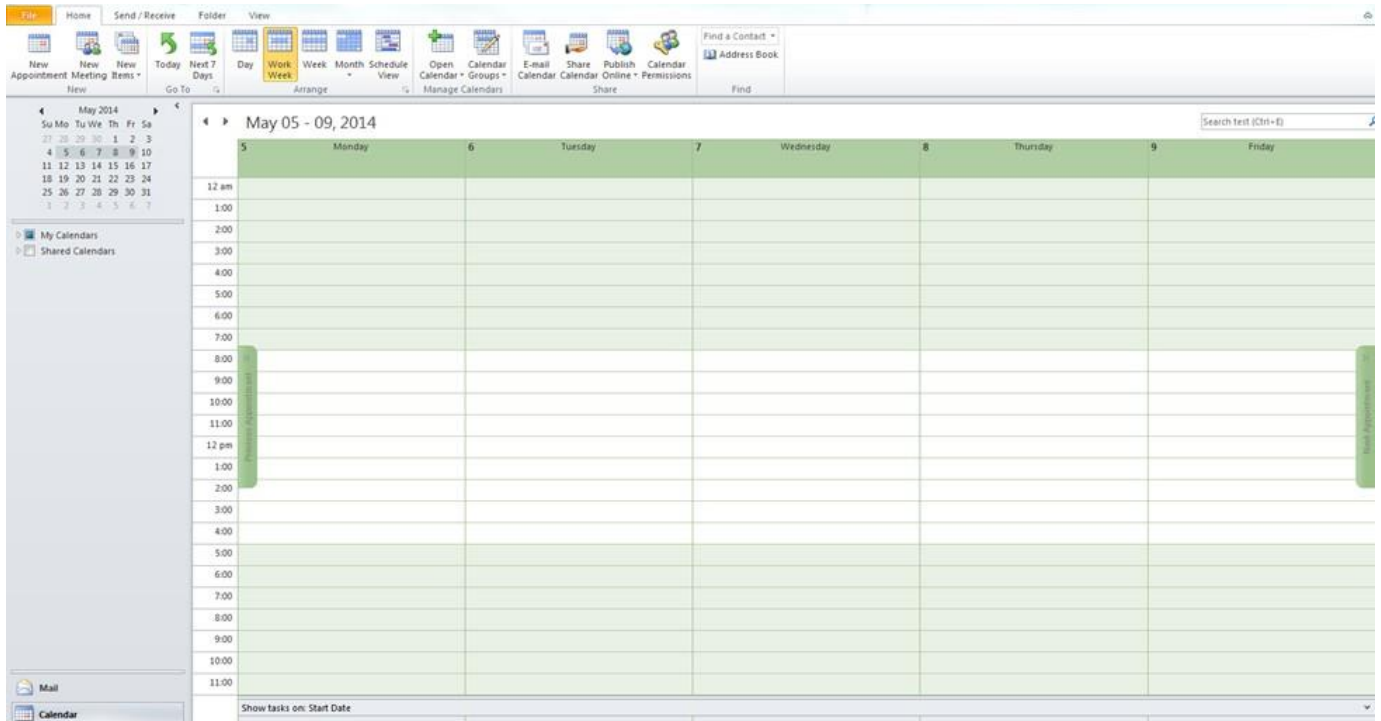 File Home Send / Receive Folder View
New Appointment
New Meeting
New Items
Today
Next 7 Days
Day
Work Week
Week
Month
Schedule View
Open Calendar
Calendar Groups
E-mail Calendar
Share Calendar
Publish Online
Calendar Permissions
Find a Contact
Address Book
New Go To Arrange Manage Calendars Share Find
May 2014
Su Mo Tu We Th Fr Sa
27 28 29 30 1 2 3
4 5 6 7 8 9 10
11 12 13 14 15 16 17
18 19 20 21 22 23 24
25 26 27 28 29 30 31
1 2 3 4 5 6 7
My Calendars
Shared Calendars
Mail
Calendar
May 05 - 09, 2014
Search test (Ctrl+E)
5 Monday 6 Tuesday 7 Wednesday 8 Thursday 9 Friday
12 am
1:00
2:00
3:00
4:00
5:00
6:00
7:00
8:00
9:00
10:00
11:00
12 pm
1:00
2:00
3:00
4:00
5:00
6:00
7:00
8:00
9:00
10:00
11:00
Previous Appointment
Next Appointment
Show tasks on: Start Date